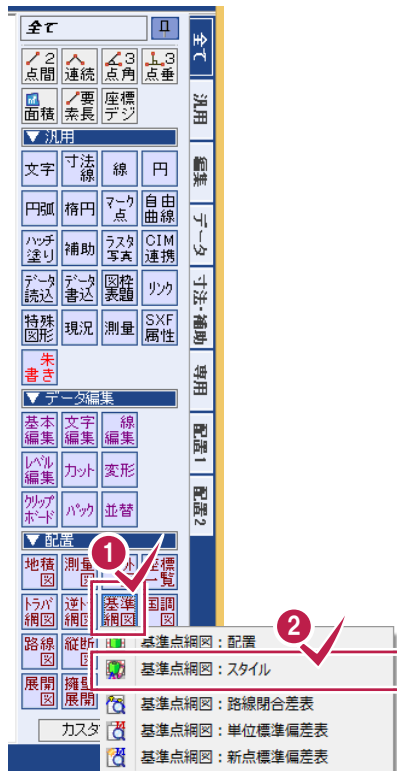 全て
2点間 連続 3点角 3点垂
面積 要素長 座標デジ
▼ 汎用
文字 寸法線 線 円
円弧 楕円 マーク点 自由曲線
ハッチ塗り 補助 ラスタ写真 CIM連携
データ読込 データ書込 図枠表題 リンク
特殊図形 現況 測量 SXF属性
朱書き
▼ データ編集
基本編集 文字編集 線編集
レベル編集 カット 変形
クリップボード パック 並替
▼ 配置
地積図 測量図
トラバ網図 基準網図 国調図
路線図 縦断図
展開図 擁壁展開
カスタ
1
2
基準点網図：配置
基準点網図：スタイル
基準点網図：路線閉合差表
基準点網図：単位標準偏差表
基準点網図：新点標準偏差表
全て
汎用
編集
データ
寸法・補助
専用
配置1
配置2